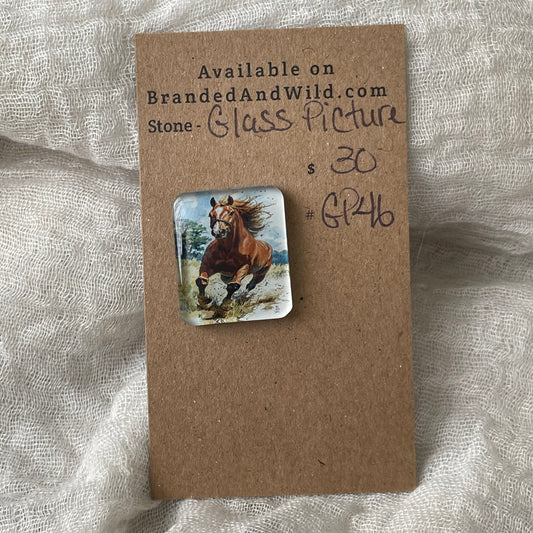 Available on
BrandedAndWild.com
Stone - Glass Picture
$ 30
# GP46